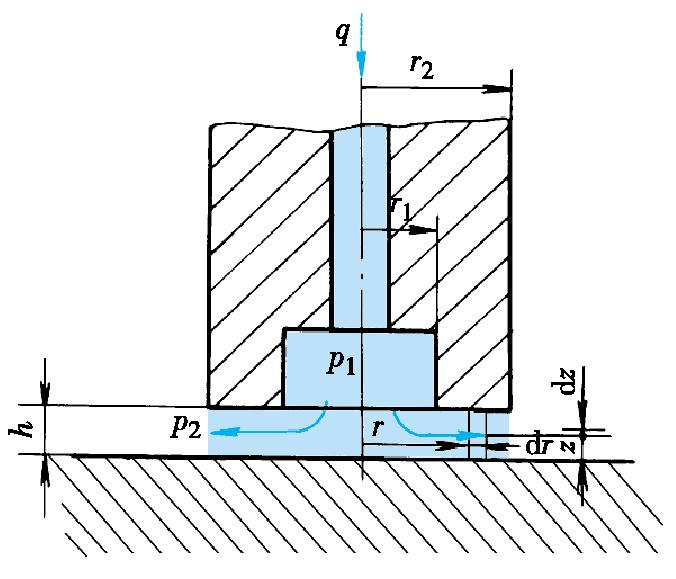 q
r₂
r₁
p₁
dz
h
p₂
r
dr
z